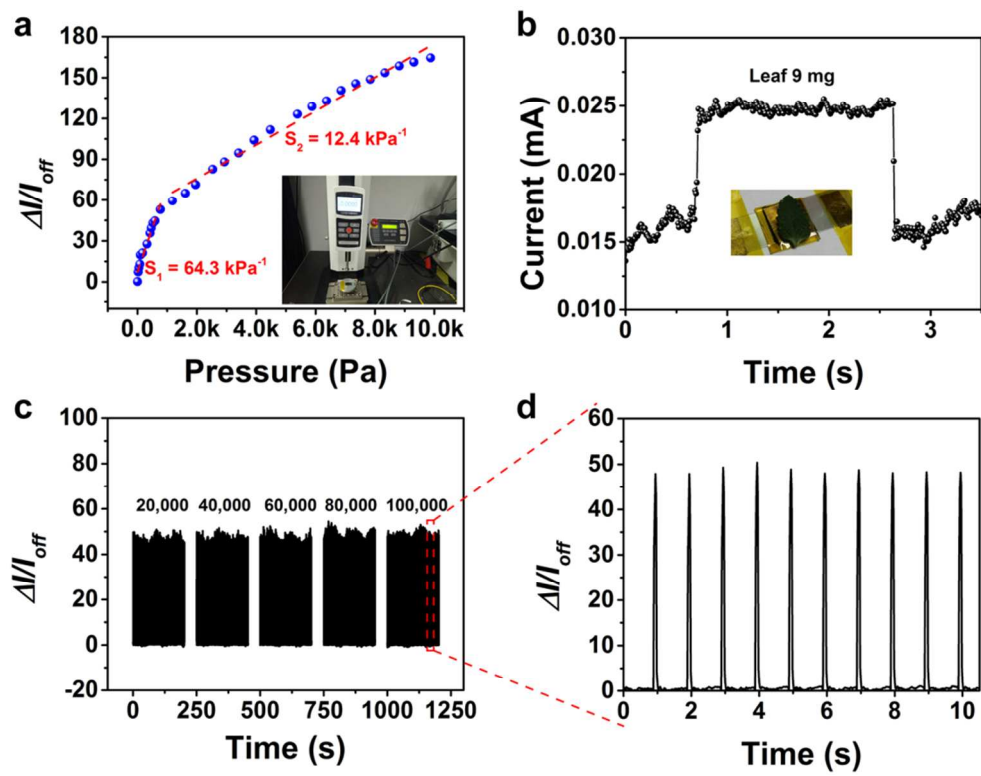 a
180
150
120
90
60
30
0
ΔI/I_off
S₂ = 12.4 kPa⁻¹
S₁ = 64.3 kPa⁻¹
0.0 2.0k 4.0k 6.0k 8.0k 10.0k
Pressure (Pa)
b
0.030
0.025
0.020
0.015
0.010
Current (mA)
Leaf 9 mg
0 1 2 3
Time (s)
c
100
80
60
40
20
0
-20
ΔI/I_off
20,000 40,000 60,000 80,000 100,000
0 250 500 750 1000 1250
Time (s)
d
60
50
40
30
20
10
0
ΔI/I_off
0 2 4 6 8 10
Time (s)